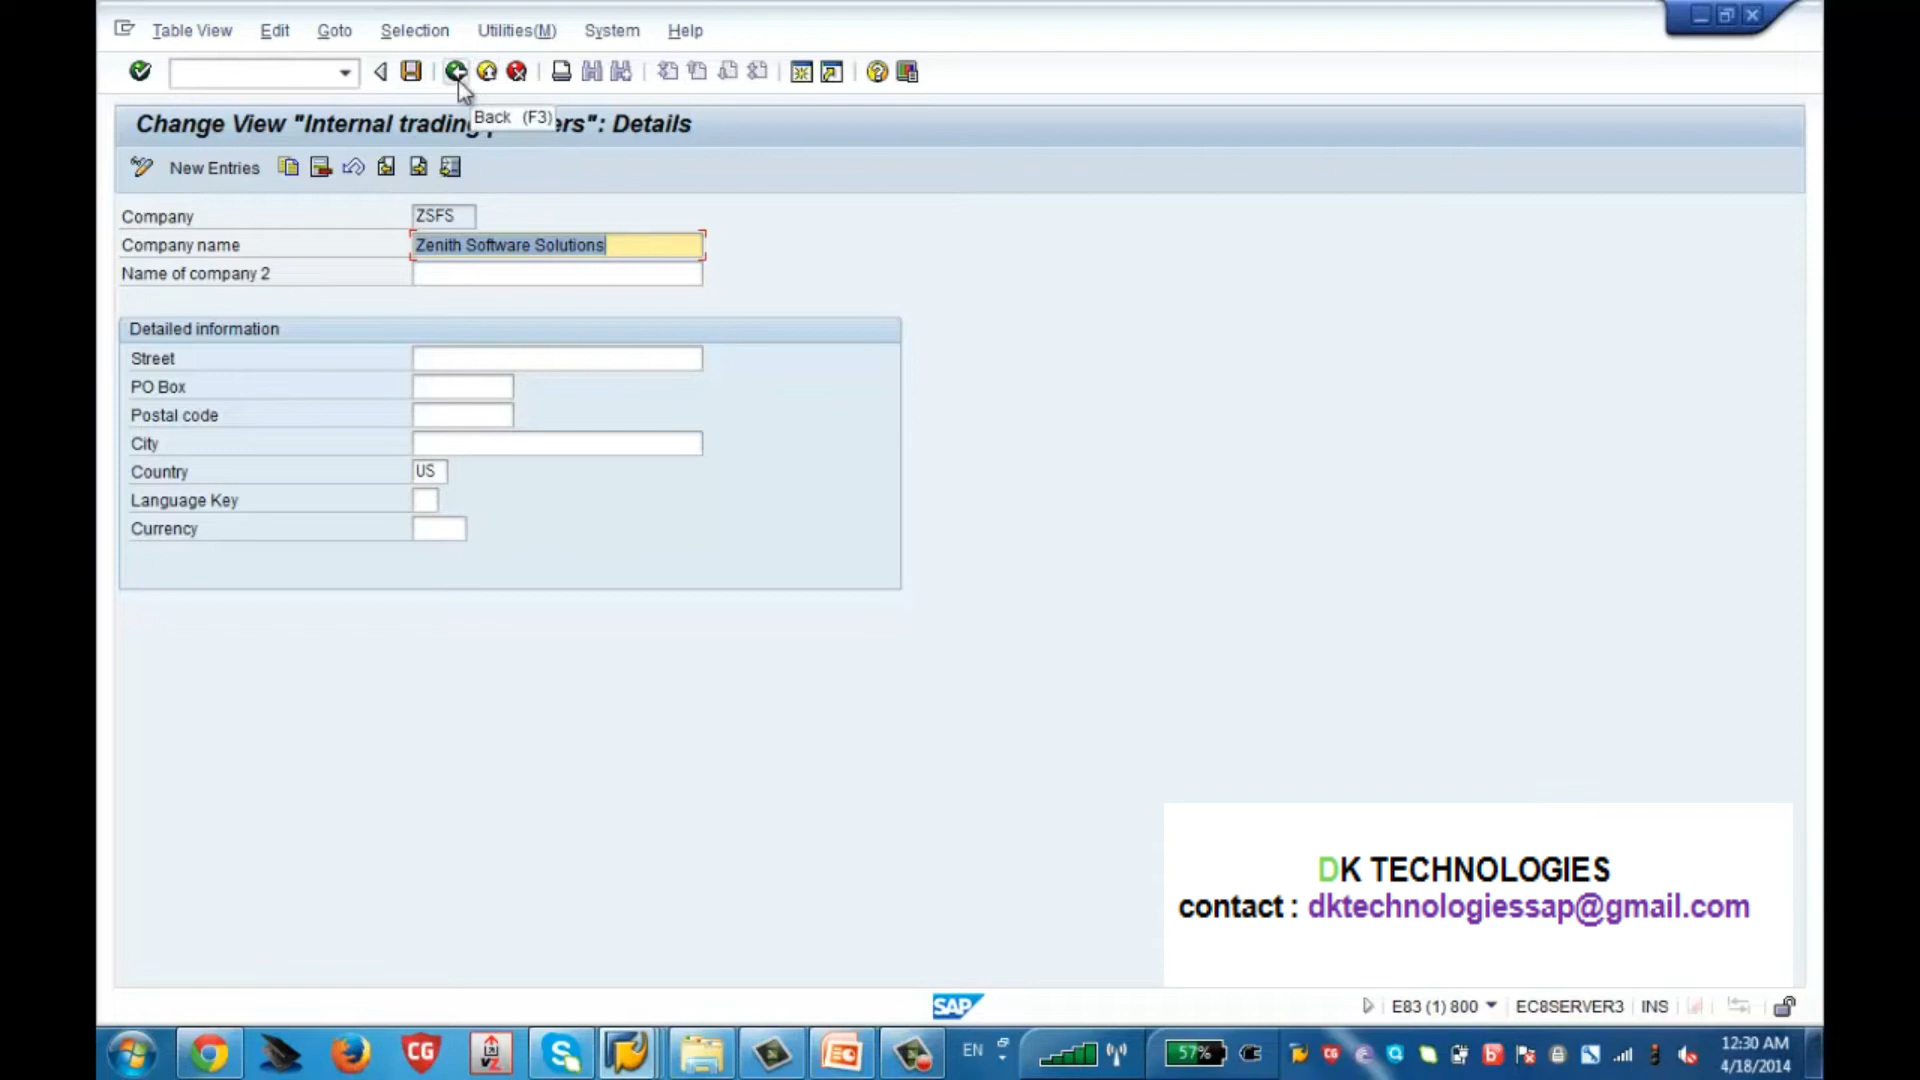 Table View Edit Goto Selection Utilities(M) System Help
Back (F3)
Change View "Internal trading ers": Details
New Entries
Company ZSFS
Company name Zenith Software Solutions
Name of company 2
Detailed information
Street
PO Box
Postal code
City
Country US
Language Key
Currency
DK TECHNOLOGIES
contact : dktechnologiessap@gmail.com
SAP E83 (1) 800 EC8SERVER3 INS
CG EN 57% 12:30 AM
4/18/2014